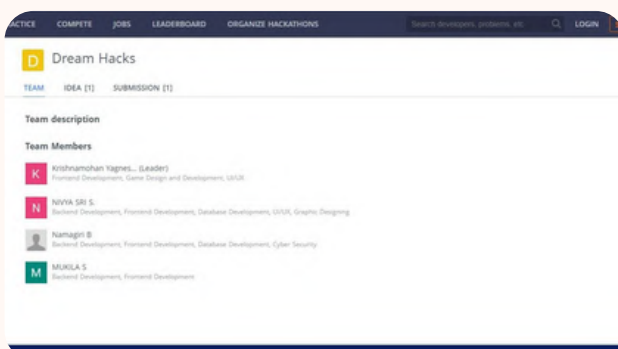 ACTICE COMPETE JOBS LEADERBOARD ORGANIZE HACKATHONS Search developers, problems, etc LOGIN
D Dream Hacks
TEAM IDEA [1] SUBMISSION [1]
Team description
Team Members
K Krishnamohan Yagnes... (Leader)
Frontend Development, Game Design and Development, UI/UX
N NIVYA SRI S.
Backend Development, Frontend Development, Database Development, UI/UX, Graphic Designing
Namagiri B
Backend Development, Frontend Development, Database Development, Cyber Security
M MUKILA S
Backend Development, Frontend Development